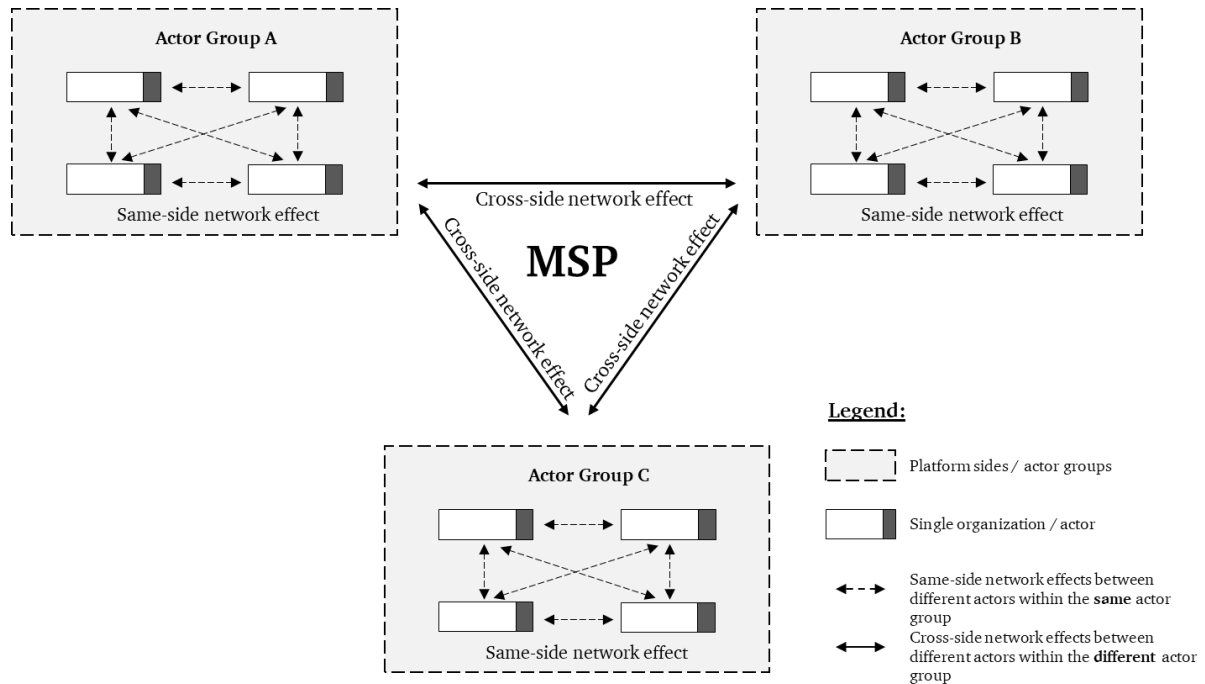 Actor Group A
Same-side network effect
Actor Group B
Same-side network effect
Cross-side network effect
Cross-side network effect
MSP
Cross-side network effect
Actor Group C
Same-side network effect
Legend:
Platform sides / actor groups
Single organization / actor
Same-side network effects between
different actors within the same actor
group
Cross-side network effects between
different actors within the different actor
group